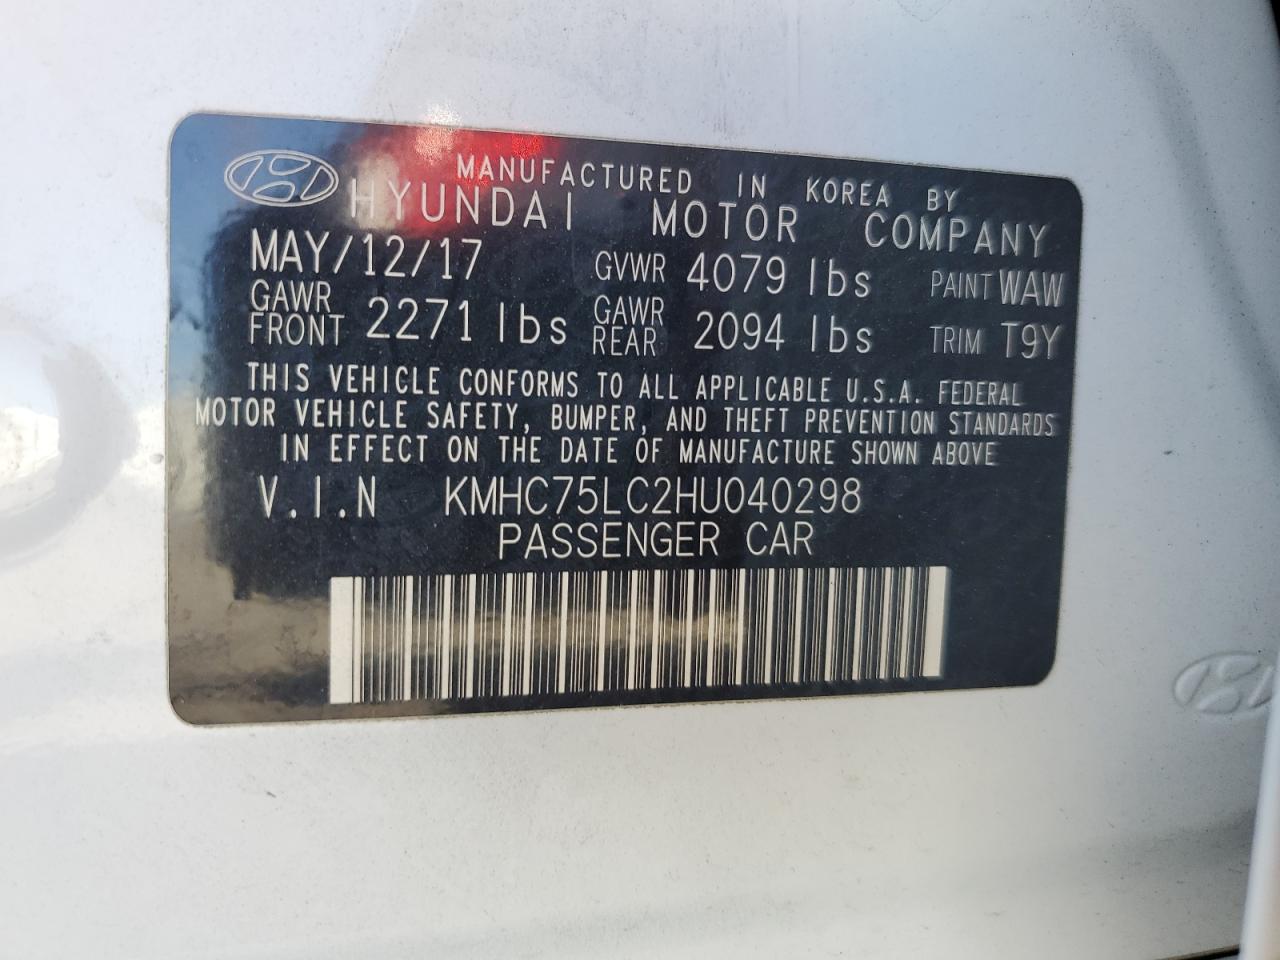 MANUFACTURED IN KOREA BY
HYUNDAI MOTOR COMPANY
MAY/12/17 GVWR 4079 lbs PAINT WAW
GAWR FRONT 2271 lbs GAWR REAR 2094 lbs TRIM T9Y
THIS VEHICLE CONFORMS TO ALL APPLICABLE U.S.A. FEDERAL
MOTOR VEHICLE SAFETY, BUMPER, AND THEFT PREVENTION STANDARDS
IN EFFECT ON THE DATE OF MANUFACTURE SHOWN ABOVE
V.I.N KMHC75LC2HU040298
PASSENGER CAR